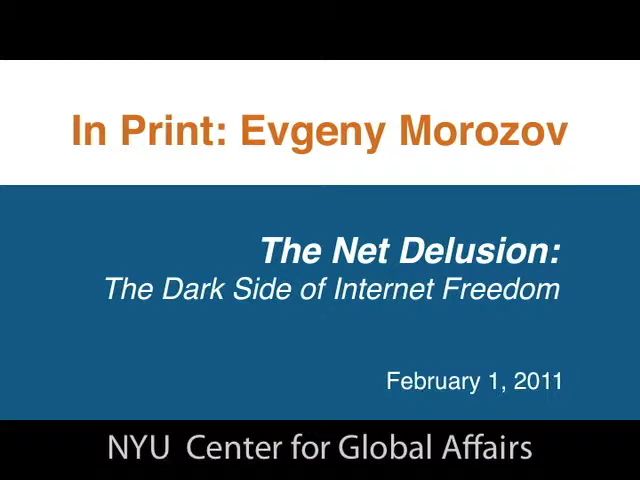 In Print: Evgeny Morozov
The Net Delusion:
The Dark Side of Internet Freedom
February 1, 2011
NYU Center for Global Affairs